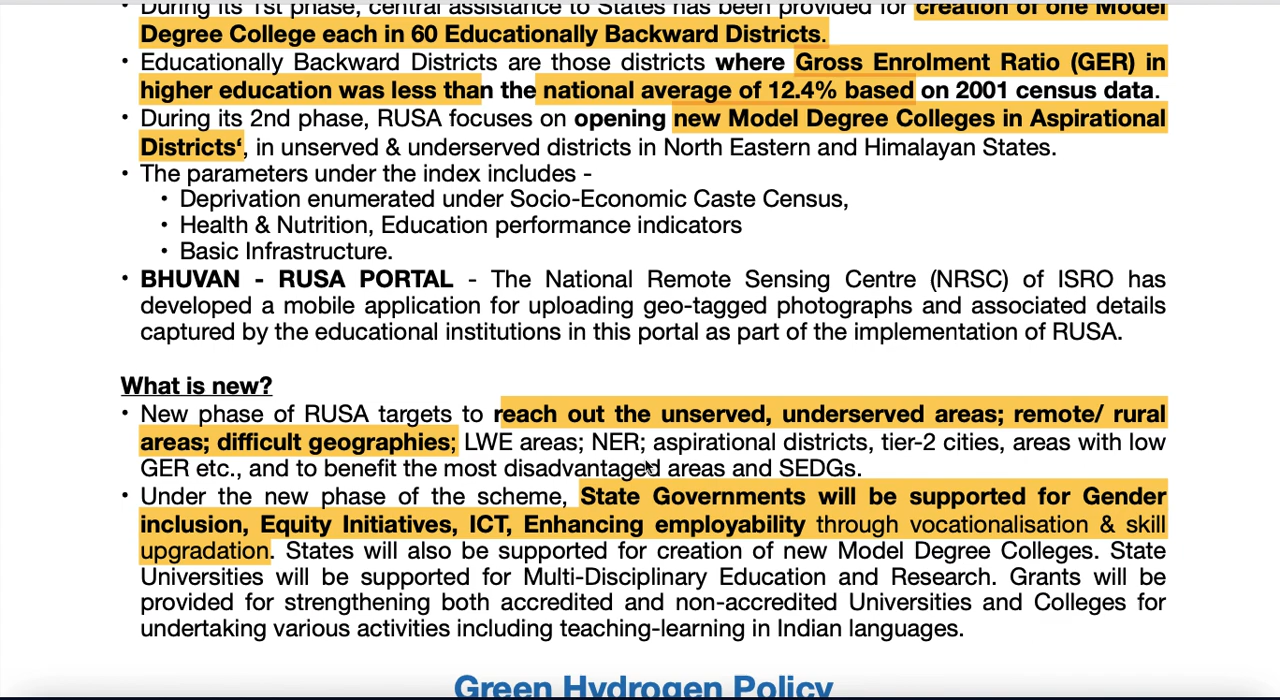 • During its 1st phase, central assistance to States has been provided for creation of one Model
Degree College each in 60 Educationally Backward Districts.
• Educationally Backward Districts are those districts where Gross Enrolment Ratio (GER) in
higher education was less than the national average of 12.4% based on 2001 census data.
• During its 2nd phase, RUSA focuses on opening new Model Degree Colleges in Aspirational
Districts‘, in unserved & underserved districts in North Eastern and Himalayan States.
• The parameters under the index includes -
• Deprivation enumerated under Socio-Economic Caste Census,
• Health & Nutrition, Education performance indicators
• Basic Infrastructure.
• BHUVAN - RUSA PORTAL - The National Remote Sensing Centre (NRSC) of ISRO has
developed a mobile application for uploading geo-tagged photographs and associated details
captured by the educational institutions in this portal as part of the implementation of RUSA.
What is new?
• New phase of RUSA targets to reach out the unserved, underserved areas; remote/ rural
areas; difficult geographies; LWE areas; NER; aspirational districts, tier-2 cities, areas with low
GER etc., and to benefit the most disadvantaged areas and SEDGs.
• Under the new phase of the scheme, State Governments will be supported for Gender
inclusion, Equity Initiatives, ICT, Enhancing employability through vocationalisation & skill
upgradation. States will also be supported for creation of new Model Degree Colleges. State
Universities will be supported for Multi-Disciplinary Education and Research. Grants will be
provided for strengthening both accredited and non-accredited Universities and Colleges for
undertaking various activities including teaching-learning in Indian languages.
Green Hydrogen Policy